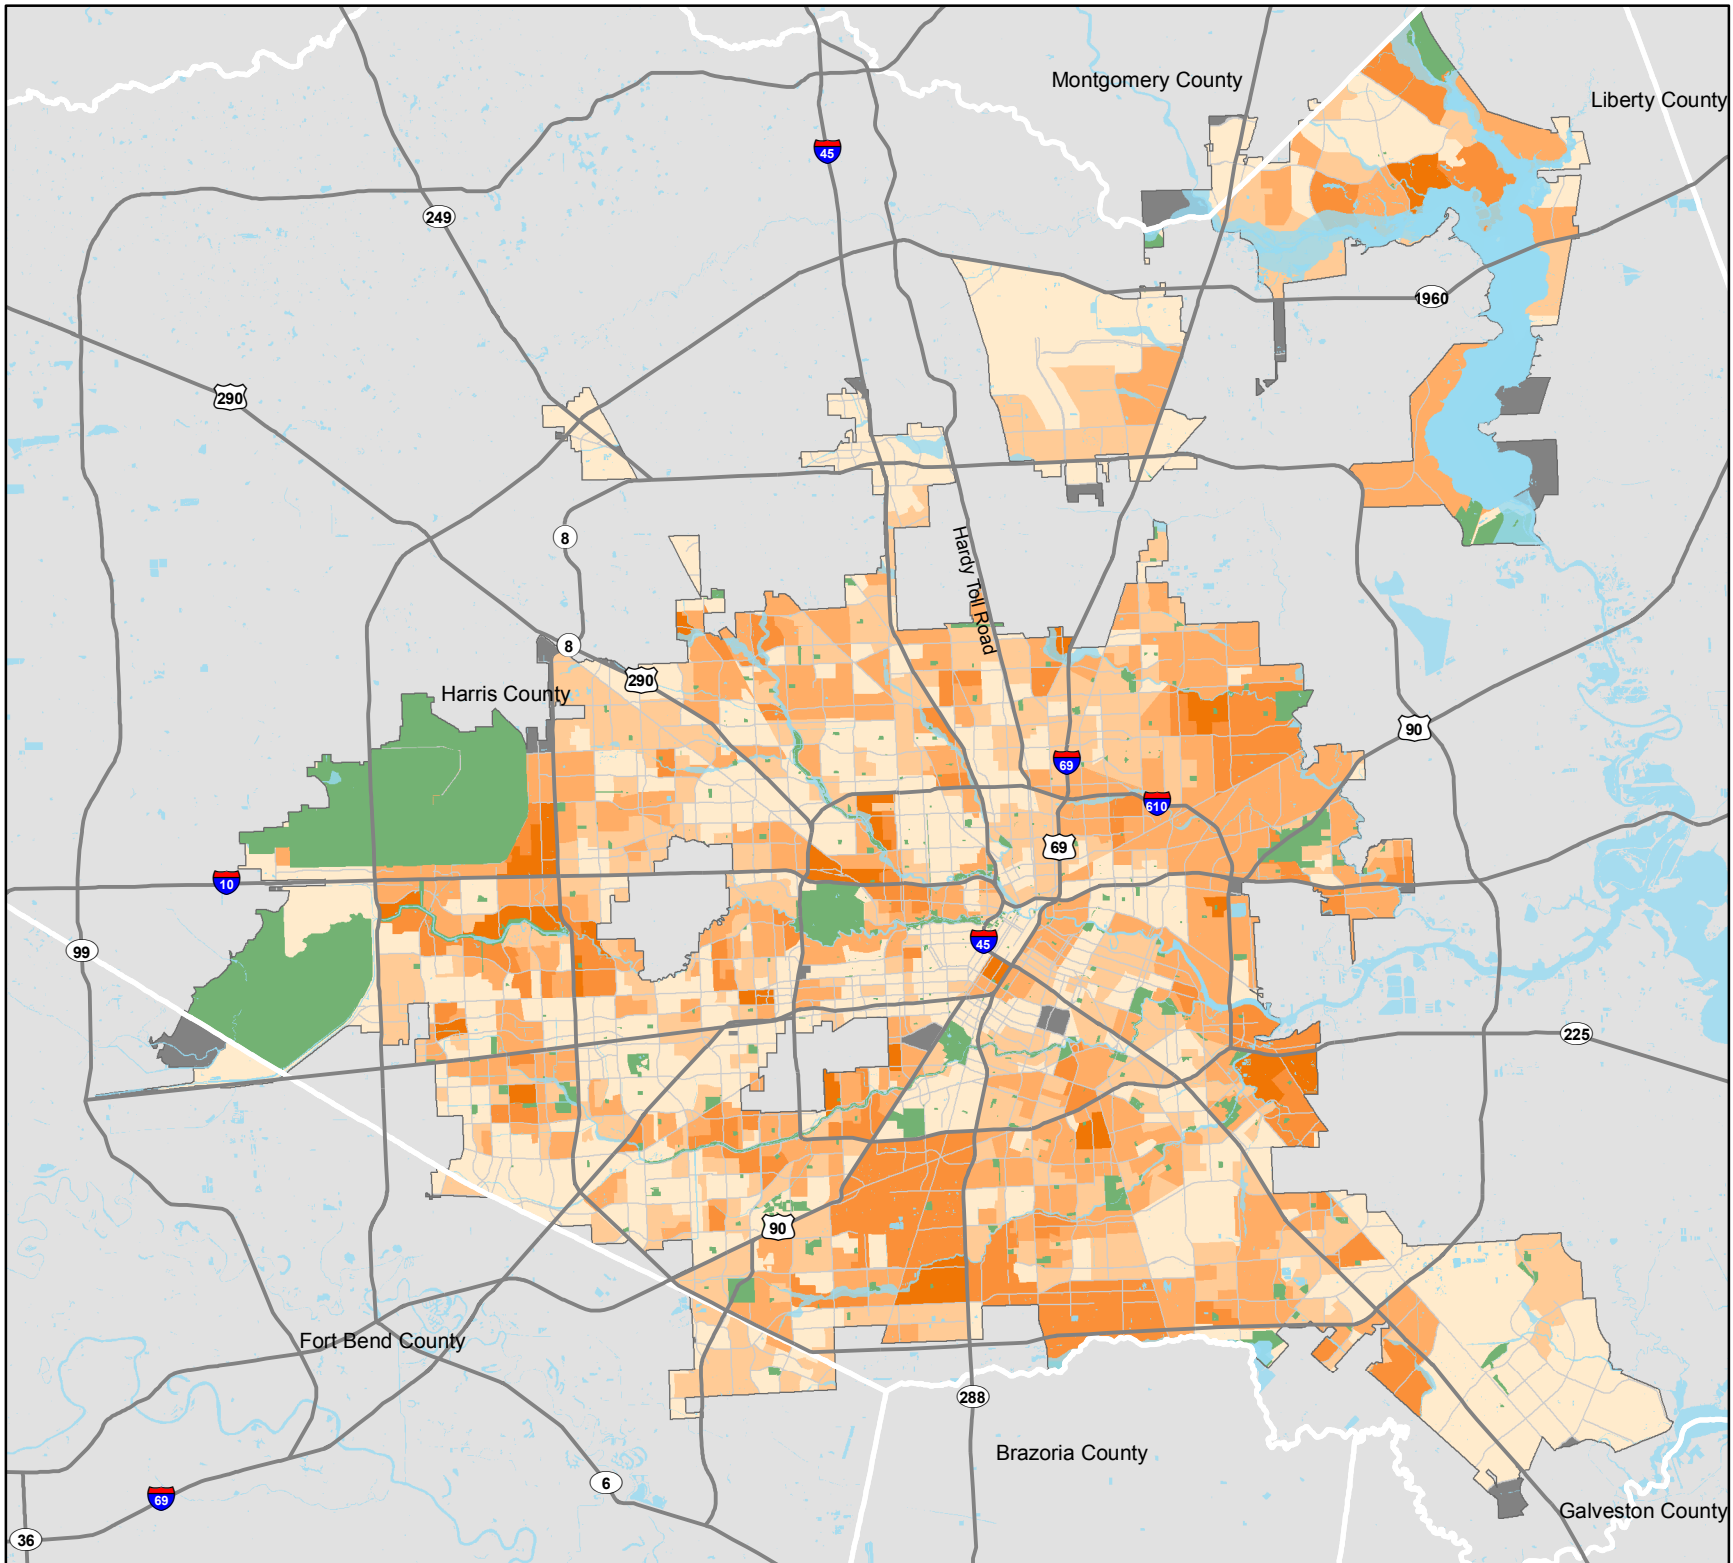 Montgomery County
Liberty County
45
249
1960
290
8
Hardy Toll Road
8
290
Harris County
90
69
610
69
10
45
99
225
90
Fort Bend County
288
Brazoria County
6
69
Galveston County
36